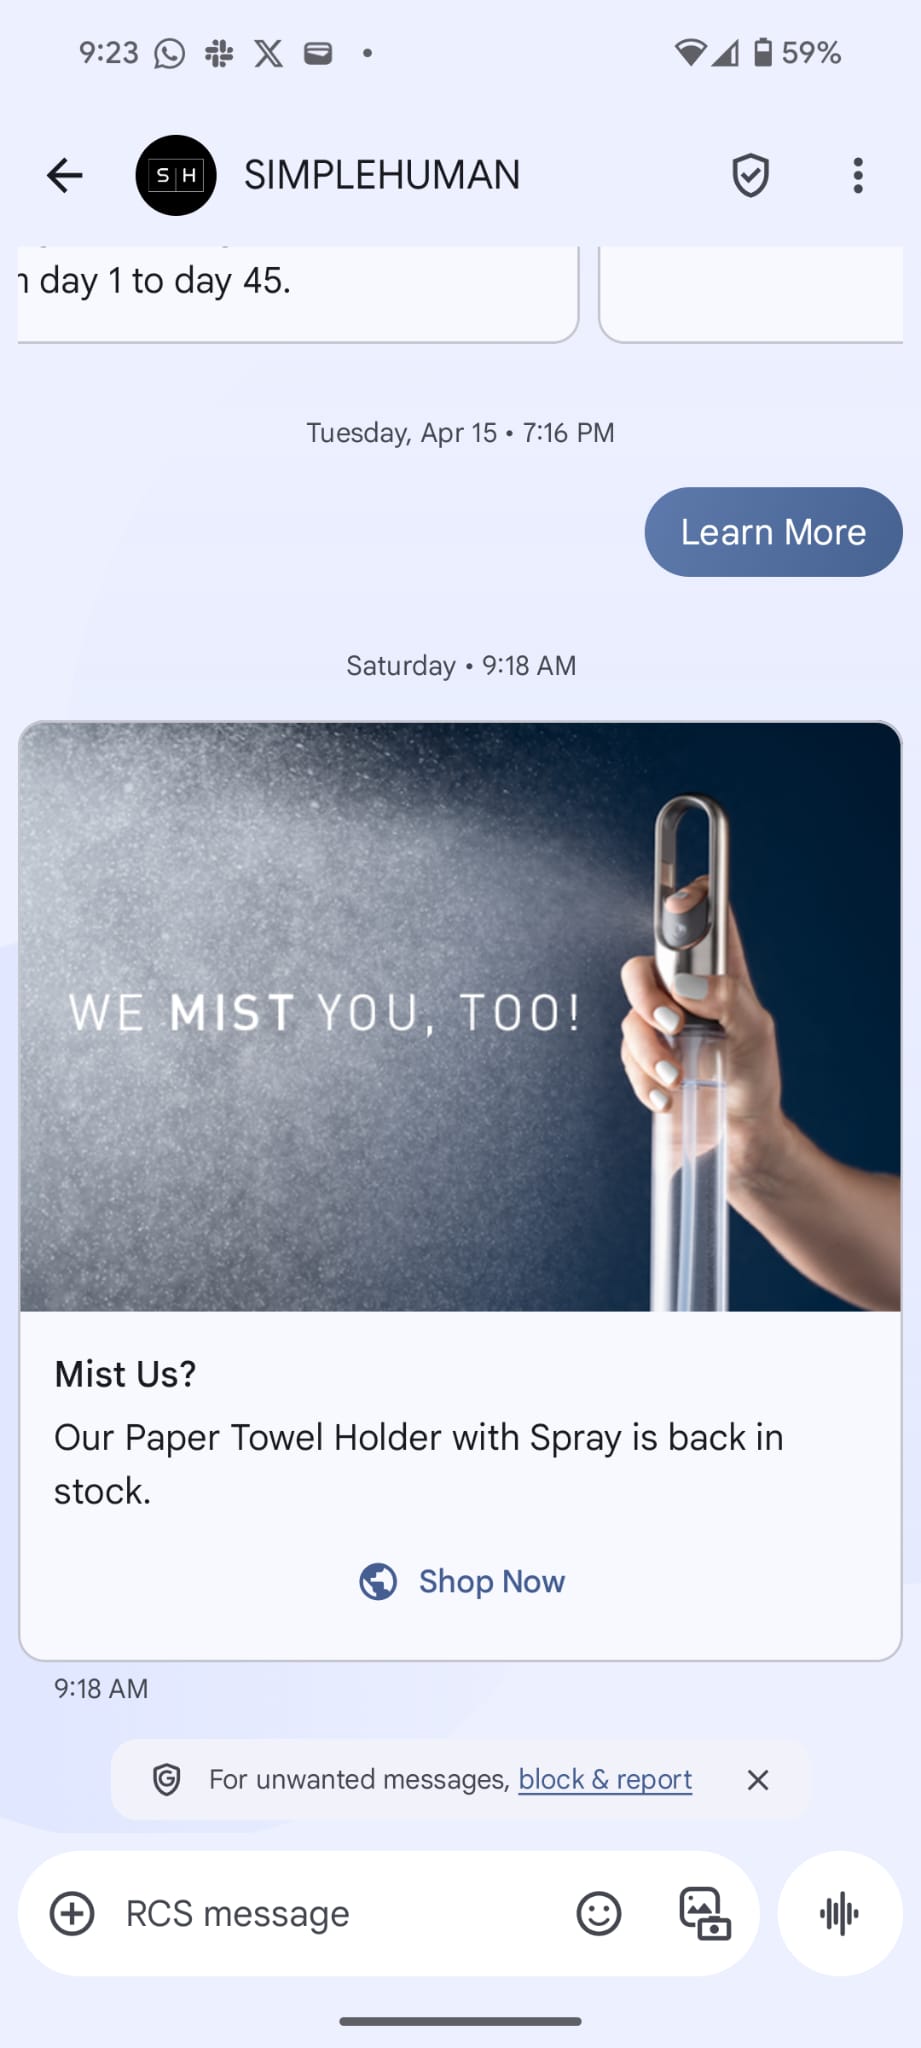 9:23
59%
S|H
SIMPLEHUMAN
day 1 to day 45.
Tuesday, Apr 15 • 7:16 PM
Learn More
Saturday • 9:18 AM
WE MIST YOU, TOO!
Mist Us?
Our Paper Towel Holder with Spray is back in
stock.
Shop Now
9:18 AM
For unwanted messages, block & report
RCS message